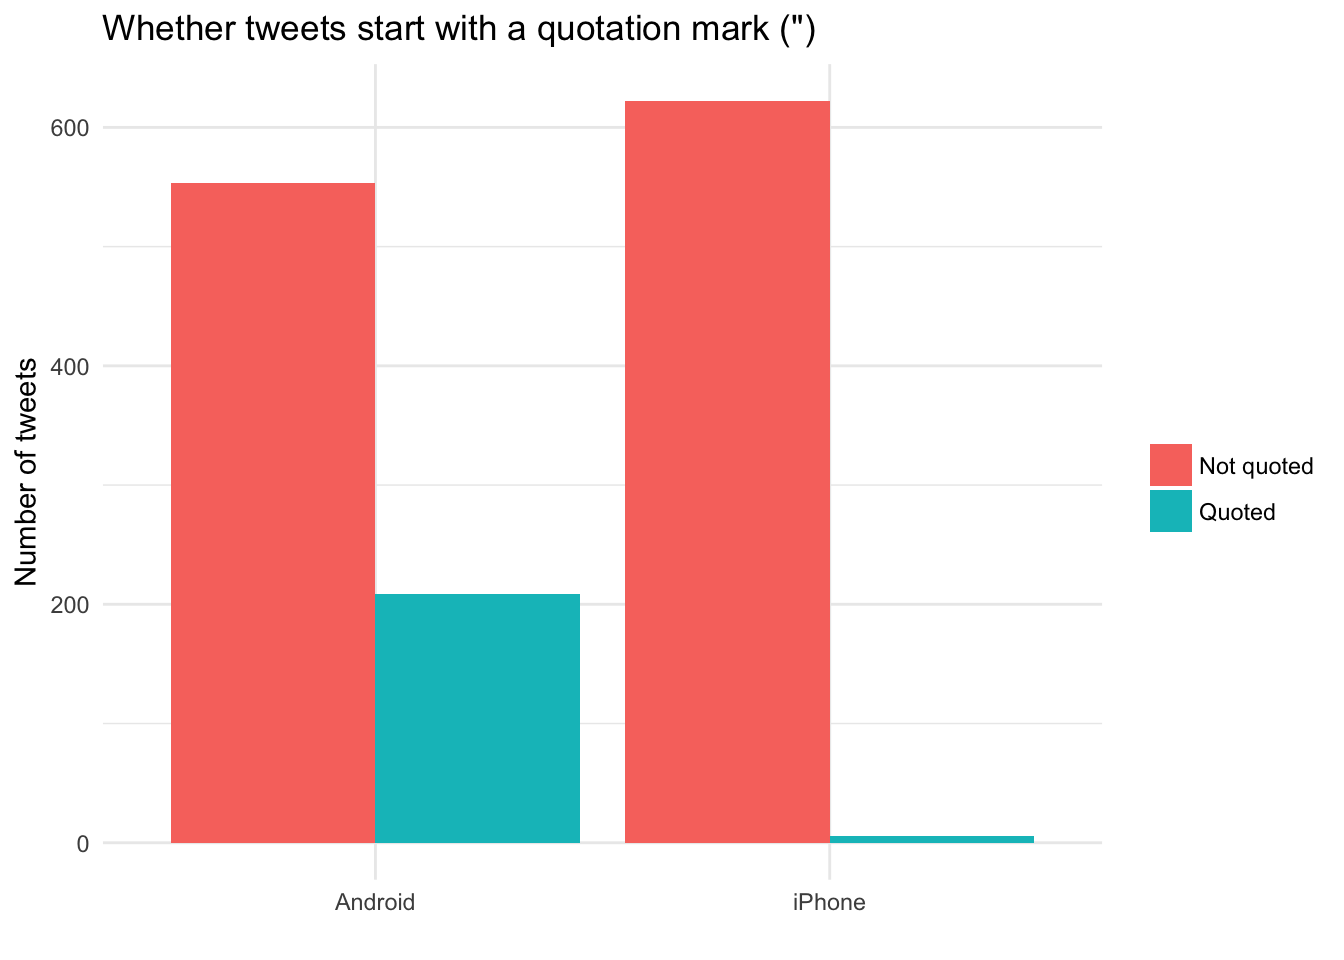 Whether tweets start with a quotation mark (")
Number of tweets
600
400
200
0
Android
iPhone
Not quoted
Quoted